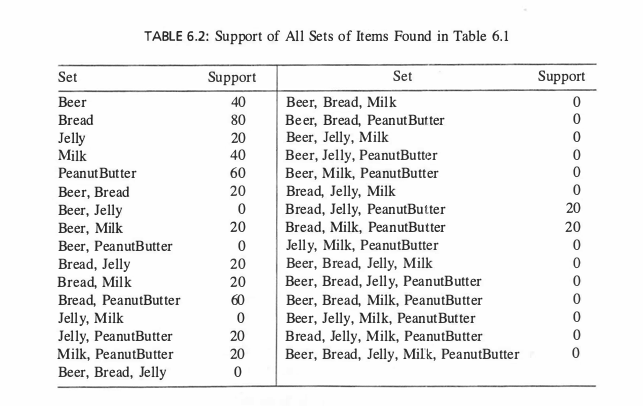 TABLE 6.2: Support of All Sets of Items Found in Table 6.1
Set Support Set Support
Beer 40 Beer, Bread, Milk 0
Bread 80 Beer, Bread, PeanutButter 0
Jelly 20 Beer, Jelly, Milk 0
Milk 40 Beer, Jelly, PeanutButter 0
PeanutButter 60 Beer, Milk, PeanutButter 0
Beer, Bread 20 Bread, Jelly, Milk 0
Beer, Jelly 0 Bread, Jelly, PeanutButter 20
Beer, Milk 20 Bread, Milk, PeanutButter 20
Beer, PeanutButter 0 Jelly, Milk, PeanutButter 0
Bread, Jelly 20 Beer, Bread, Jelly, Milk 0
Bread, Milk 20 Beer, Bread, Jelly, PeanutButter 0
Bread, PeanutButter 60 Beer, Bread, Milk, PeanutButter 0
Jelly, Milk 0 Beer, Jelly, Milk, PeanutButter 0
Jelly, PeanutButter 20 Bread, Jelly, Milk, PeanutButter 0
Milk, PeanutButter 20 Beer, Bread, Jelly, Milk, PeanutButter 0
Beer, Bread, Jelly 0